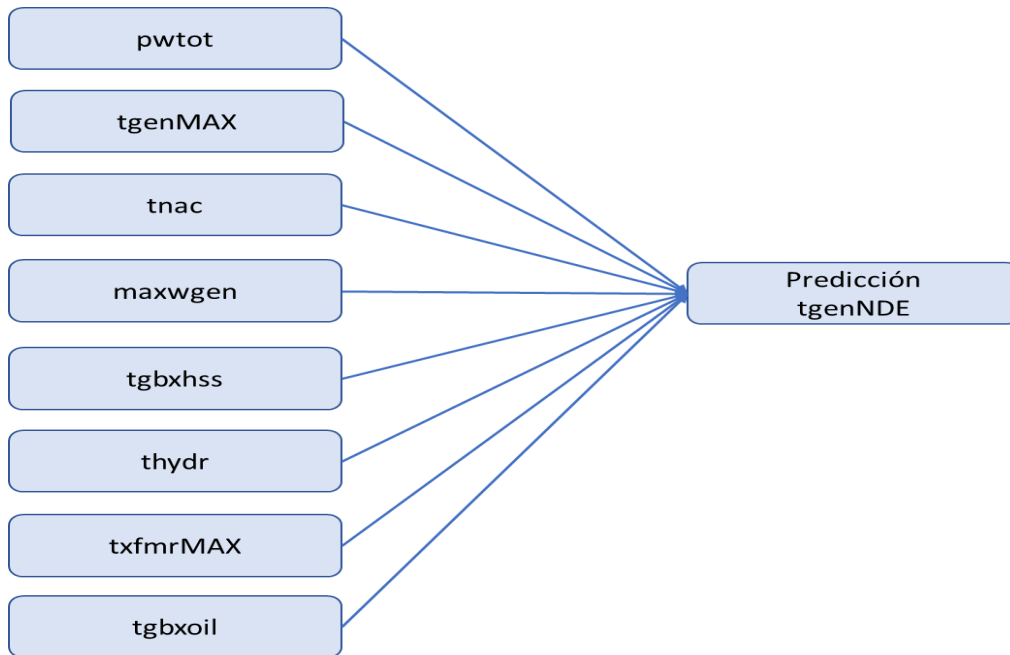 pwtot
tgenMAX
tnac
maxwgen
tgbxhss
thydr
txfmrMAX
tgbxoil
Predicción
tgenNDE